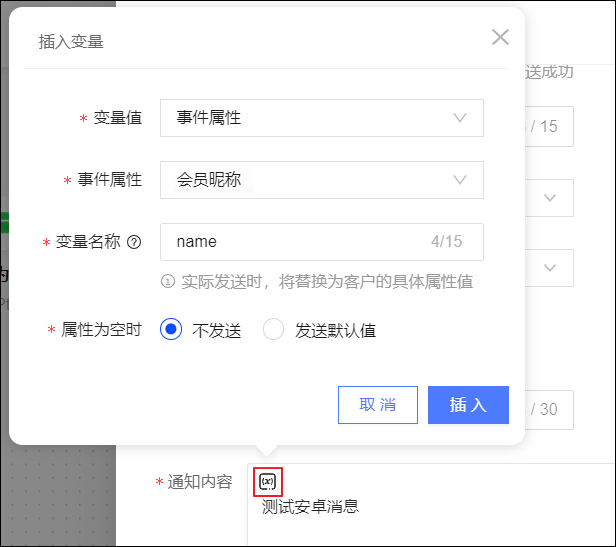 插入变量
送成功
* 变量值 事件属性
/ 15
* 事件属性 会员昵称
* 变量名称 name 4/15
实际发送时，将替换为客户的具体属性值
* 属性为空时 不发送 发送默认值
取消 插入
/ 30
* 通知内容 (x)
测试安卓消息